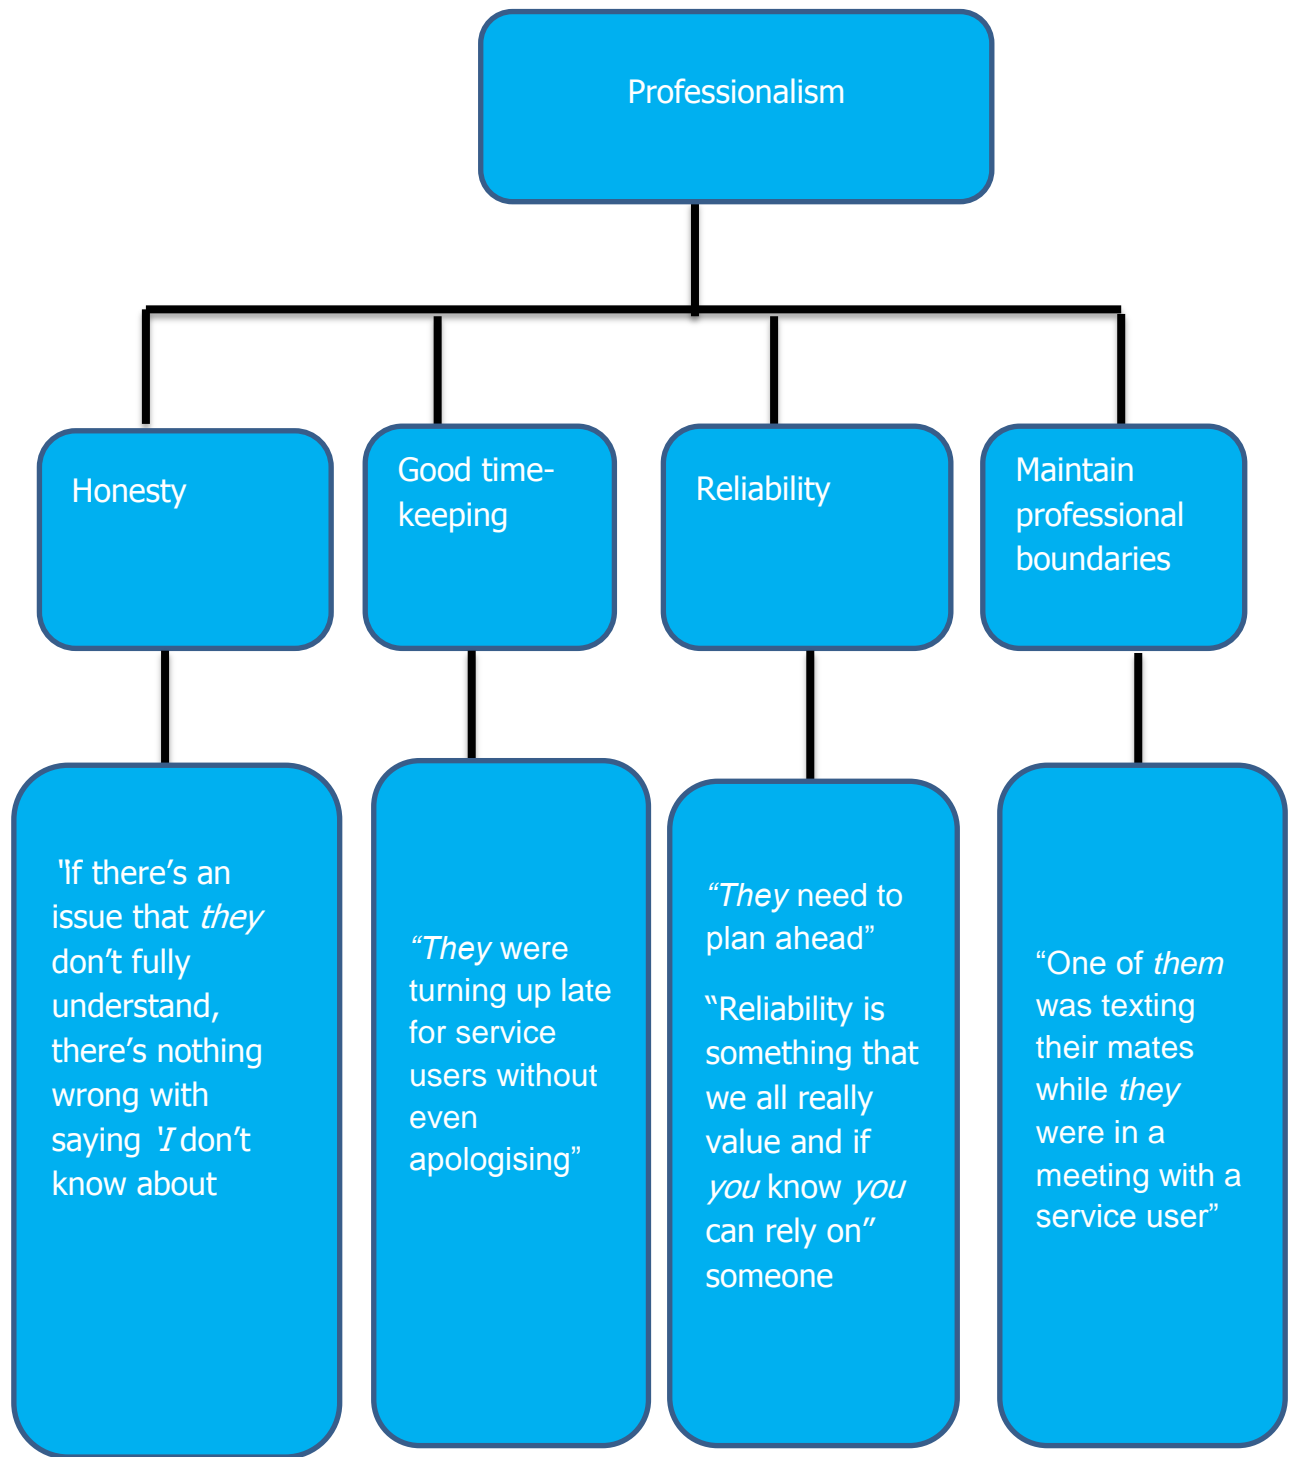 Professionalism
Honesty
Good time-
keeping
Reliability
Maintain
professional
boundaries
“If there’s an
issue that they
don’t fully
understand,
there’s nothing
wrong with
saying ‘I don’t
know about
“They were
turning up late
for service
users without
even
apologising”
“They need to
plan ahead”
“Reliability is
something that
we all really
value and if
you know you
can rely on”
someone
“One of them
was texting
their mates
while they
were in a
meeting with a
service user”